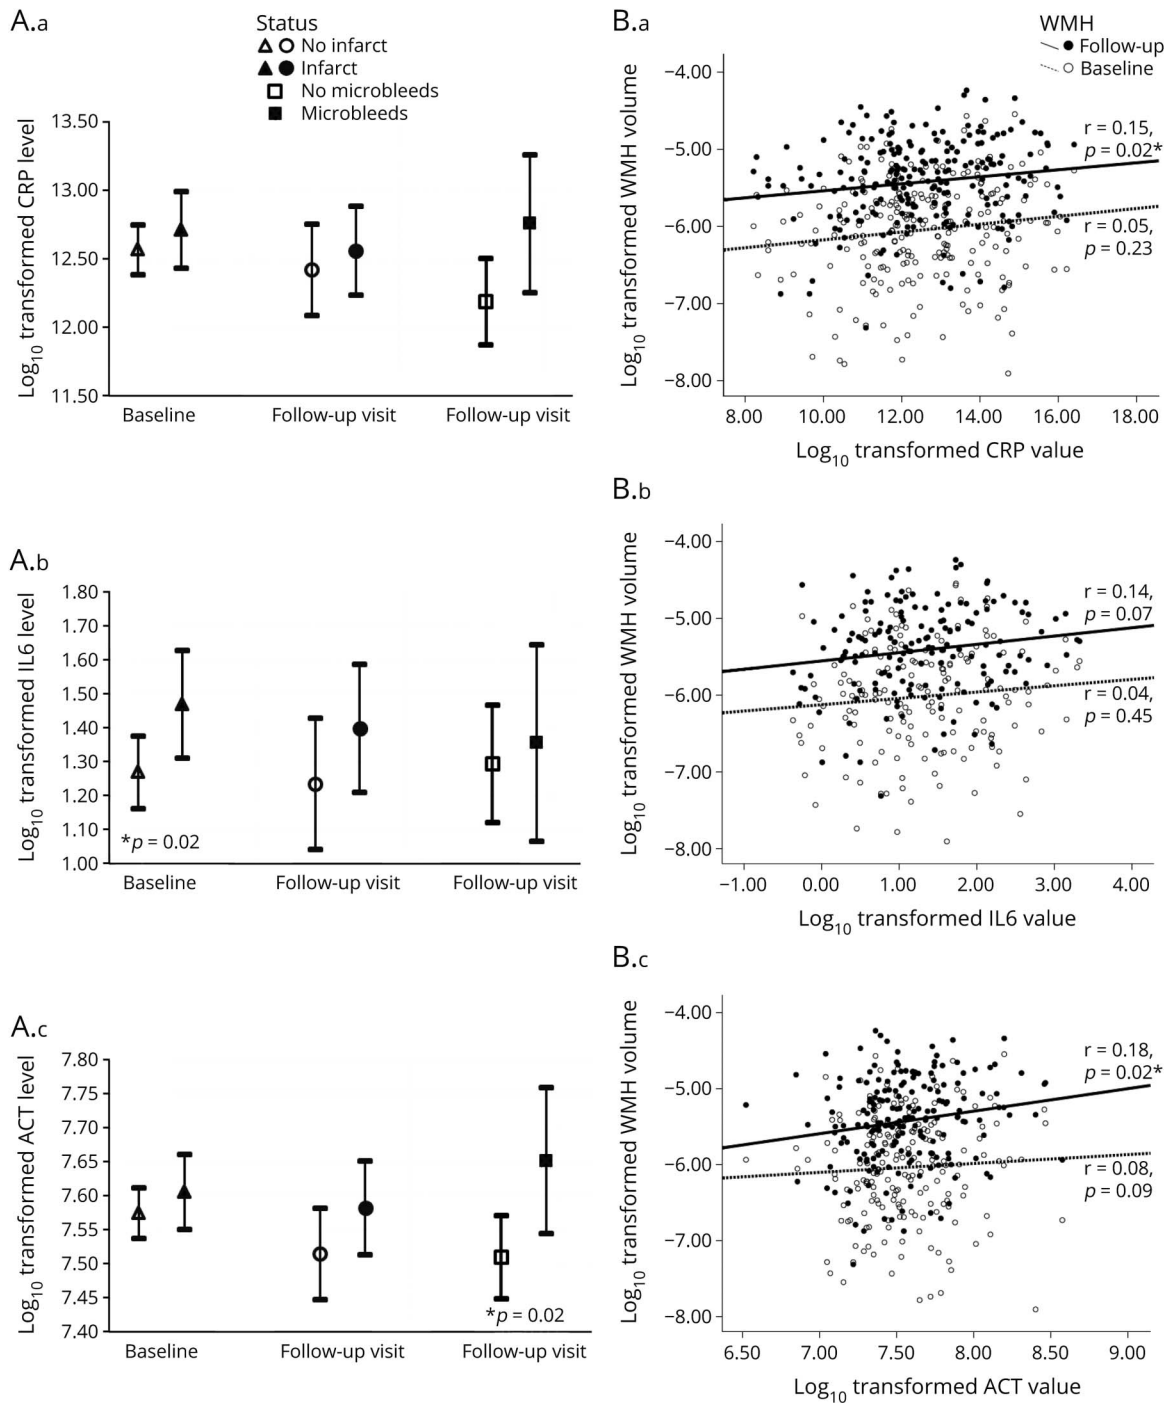 A.a
Status
No infarct
Infarct
No microbleeds
Microbleeds
Log10 transformed CRP level
13.50
13.00
12.50
12.00
11.50
Baseline
Follow-up visit
Follow-up visit
B.a
WMH
Follow-up
Baseline
Log10 transformed WMH volume
−4.00
−5.00
−6.00
−7.00
−8.00
r = 0.15,
p = 0.02*
r = 0.05,
p = 0.23
8.00 10.00 12.00 14.00 16.00 18.00
Log10 transformed CRP value
A.b
Log10 transformed IL6 level
1.80
1.70
1.60
1.50
1.40
1.30
1.20
1.10
1.00
*p = 0.02
Baseline
Follow-up visit
Follow-up visit
B.b
Log10 transformed WMH volume
−4.00
−5.00
−6.00
−7.00
−8.00
r = 0.14,
p = 0.07
r = 0.04,
p = 0.45
−1.00 0.00 1.00 2.00 3.00 4.00
Log10 transformed IL6 value
A.c
Log10 transformed ACT level
7.80
7.75
7.70
7.65
7.60
7.55
7.50
7.45
7.40
*p = 0.02
Baseline
Follow-up visit
Follow-up visit
B.c
Log10 transformed WMH volume
−4.00
−5.00
−6.00
−7.00
−8.00
r = 0.18,
p = 0.02*
r = 0.08,
p = 0.09
6.50 7.00 7.50 8.00 8.50 9.00
Log10 transformed ACT value